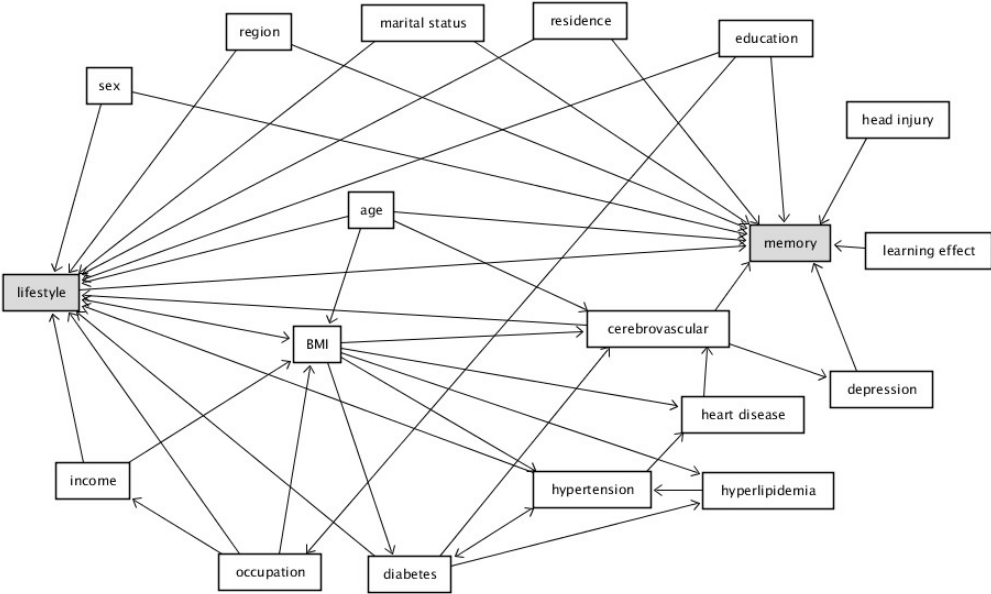 residence
marital status
region
education
sex
head injury
age
memory
learning effect
lifestyle
cerebrovascular
BMI
depression
heart disease
income
hypertension
hyperlipidemia
occupation
diabetes